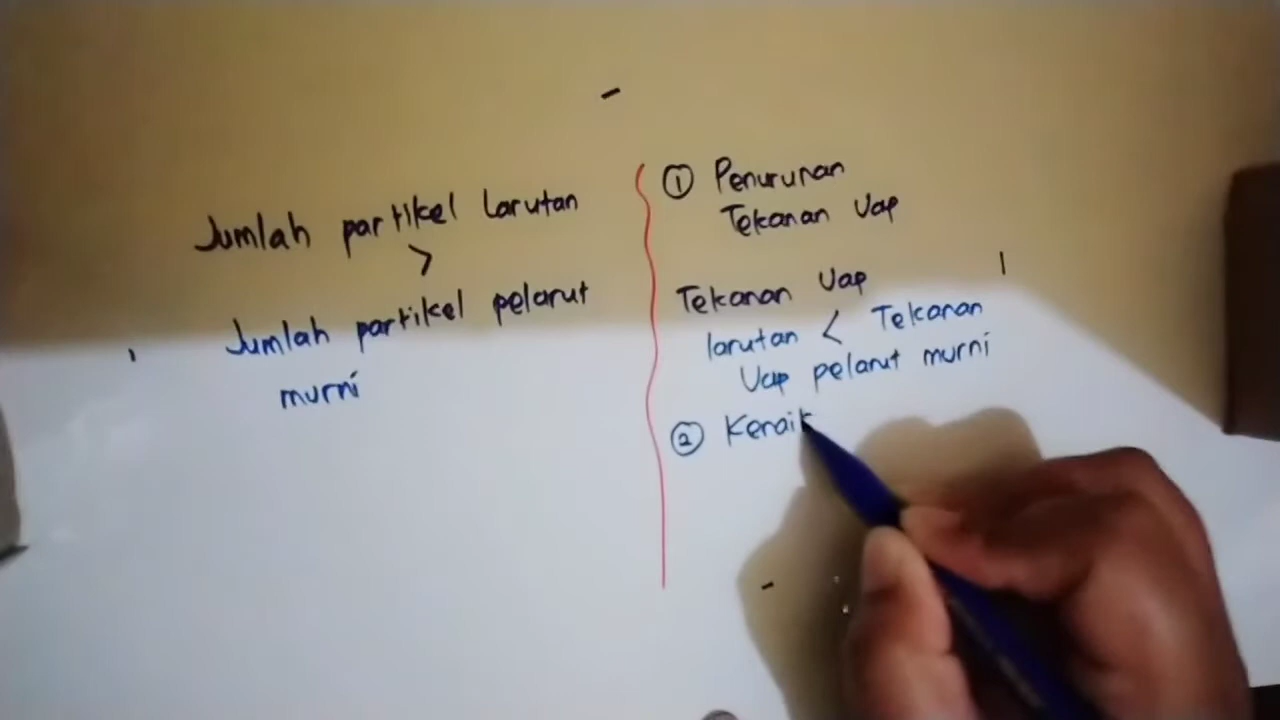 Jumlah partikel Larutan
>
Jumlah partikel pelarut
murni
① Penurunan
Tekanan Uap
Tekanan Uap
larutan < Tekanan
Uap pelarut murni
② Kenaik